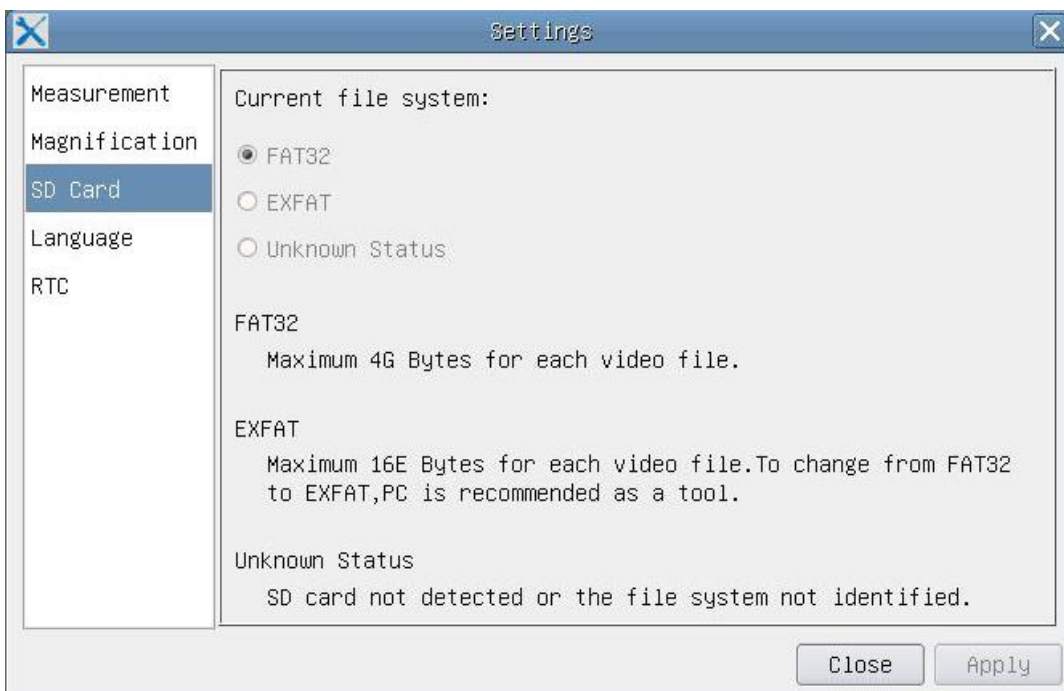 Settings
Measurement
Magnification
SD Card
Language
RTC
Current file system:
FAT32
EXFAT
Unknown Status
FAT32
Maximum 4G Bytes for each video file.
EXFAT
Maximum 16E Bytes for each video file.To change from FAT32
to EXFAT,PC is recommended as a tool.
Unknown Status
SD card not detected or the file system not identified.
Close
Apply